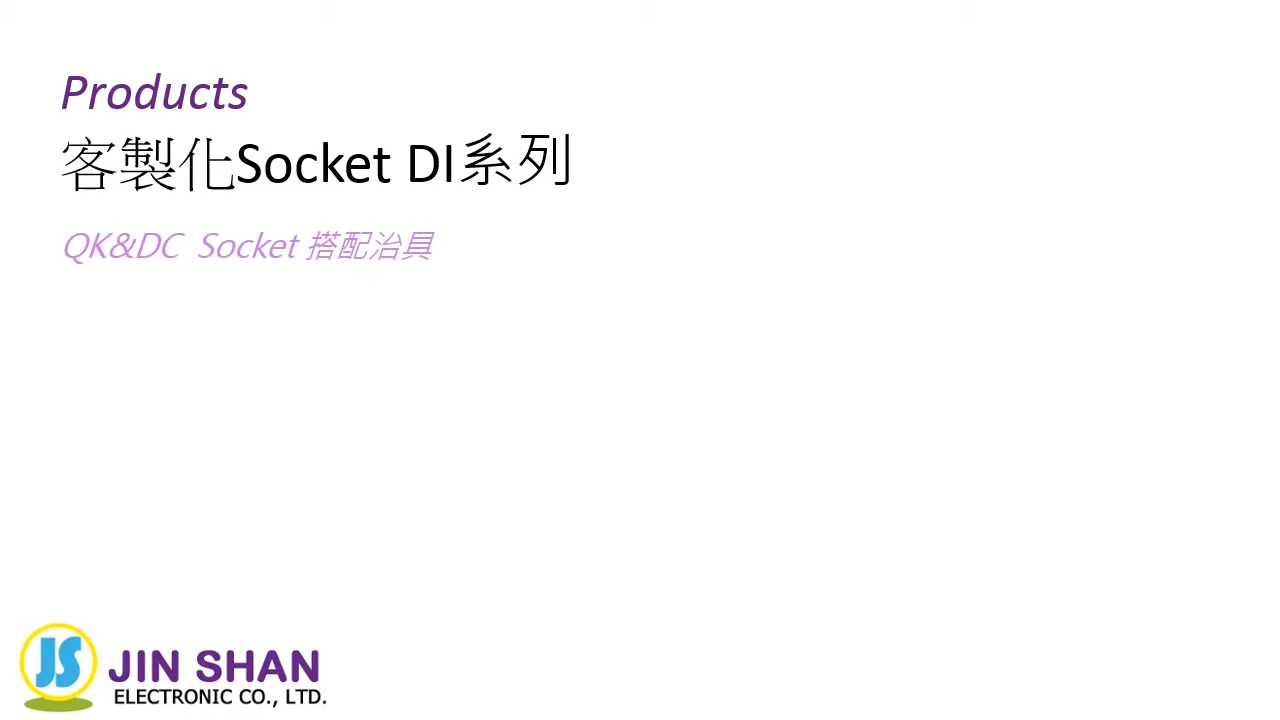 Products
客製化Socket DI系列
QK&DC Socket 搭配治具
JS JIN SHAN
ELECTRONIC CO., LTD.